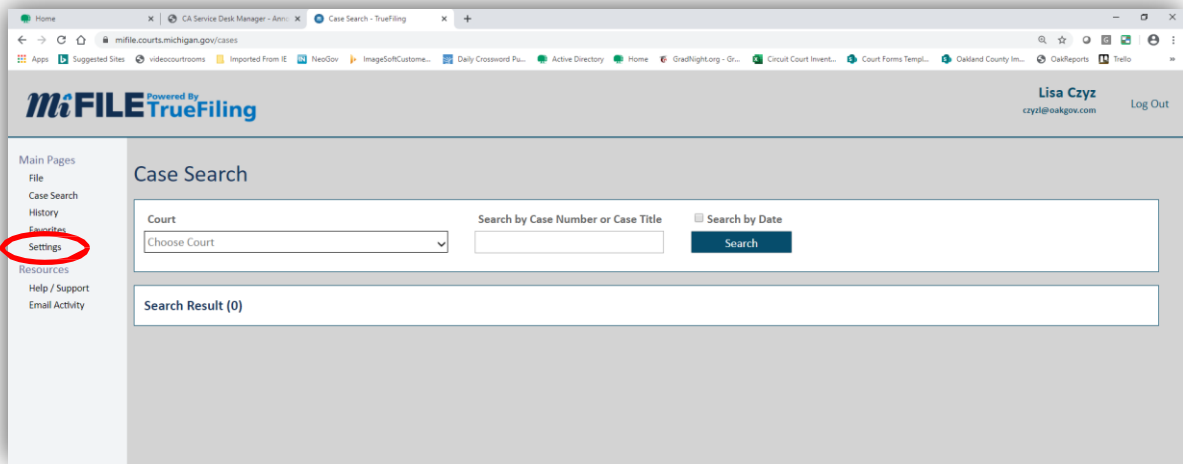 Home
CA Service Desk Manager - Ann
Case Search - TrueFiling
mifile.courts.michigan.gov/cases
Apps Suggested Sites videocourtrooms Imported From IE NeoGov ImageSoftCustome... Daily Crossword Pu... Active Directory Home GradNight.org - Gr... Circuit Court Invent... Court Forms Templ... Oakland County Im... OakReports Trello »
MiFILE Powered By TrueFiling
Lisa Czyz
czyzl@oakgov.com
Log Out
Main Pages
File
Case Search
History
Favorites
Settings
Resources
Help / Support
Email Activity
Case Search
Court
Search by Case Number or Case Title
Search by Date
Choose Court
Search
Search Result (0)